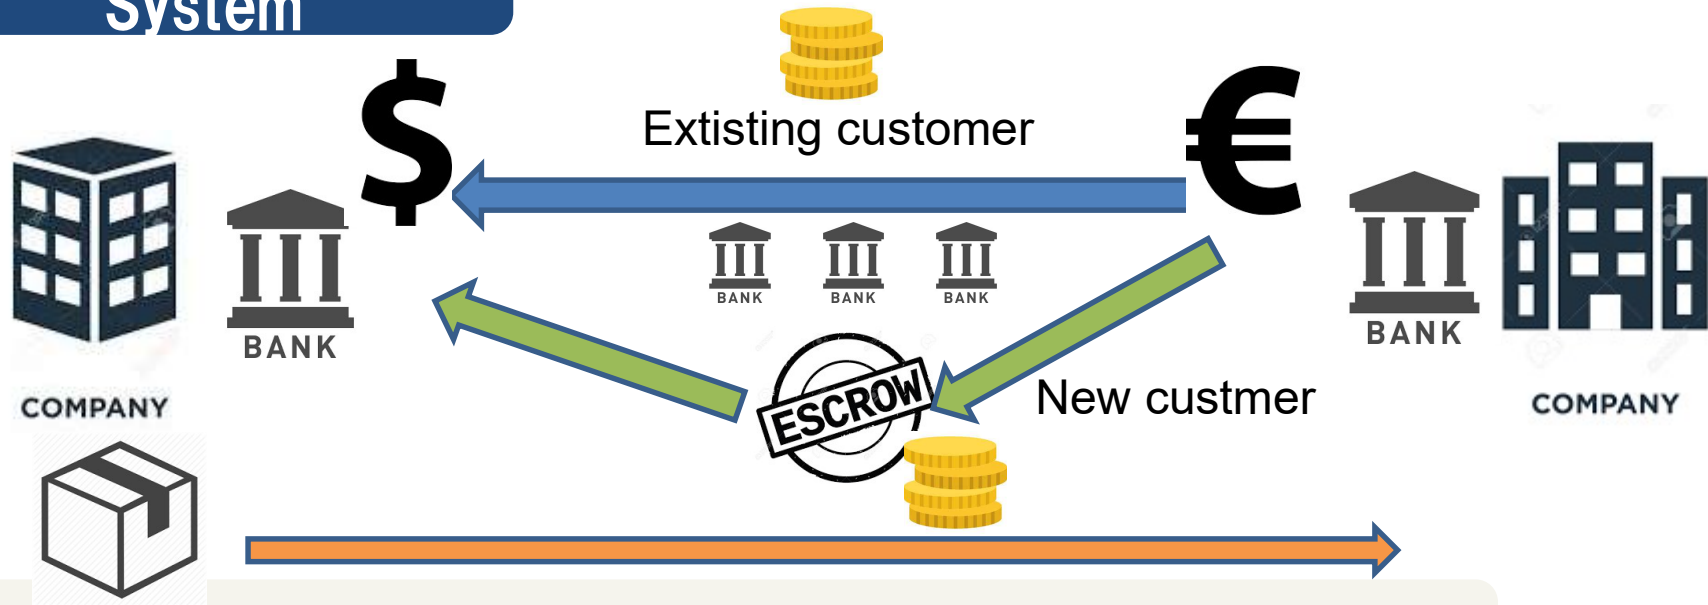 System
$
€
Extisting customer
BANK
BANK
BANK
BANK
BANK
ESCROW
New custmer
COMPANY
COMPANY